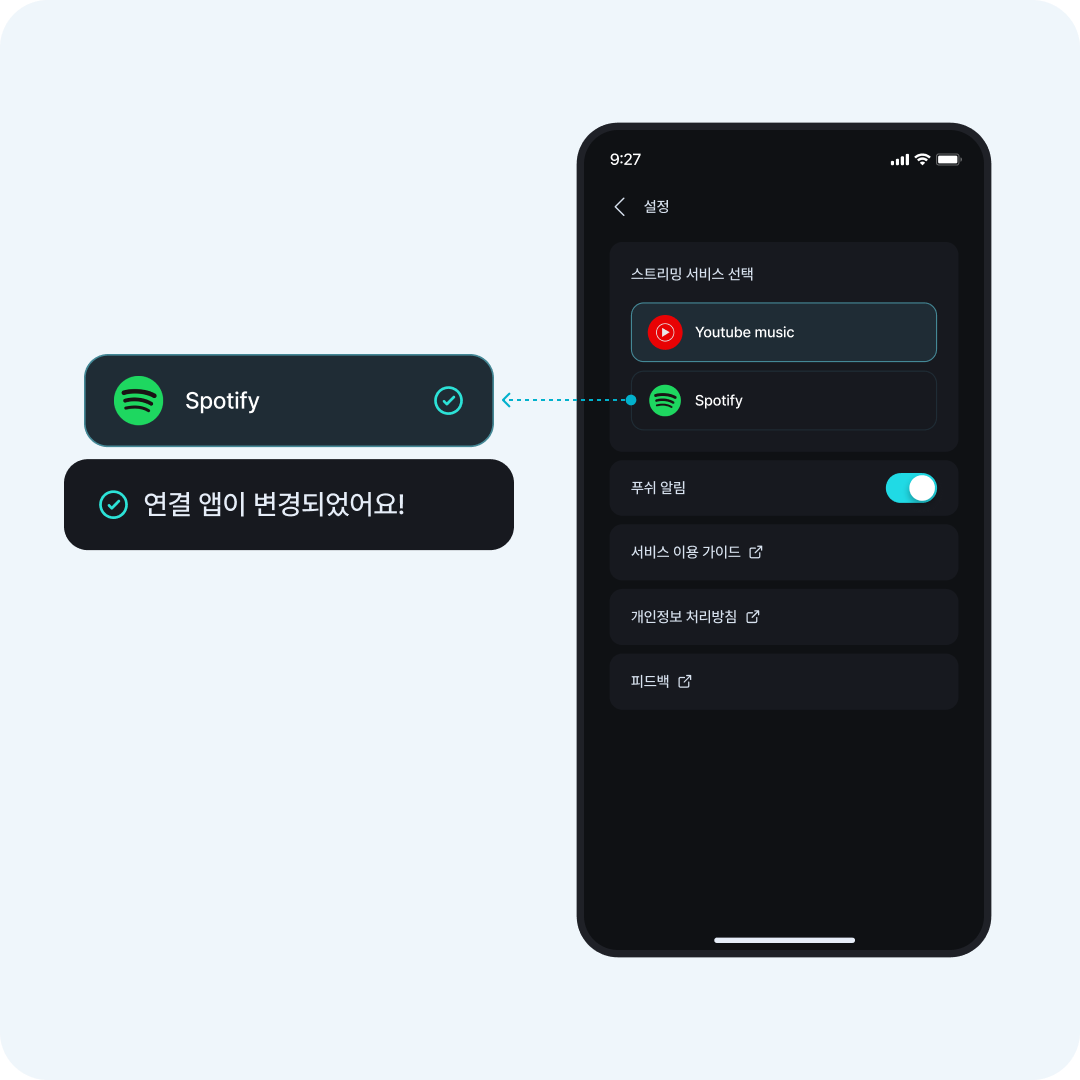 Spotify
연결 앱이 변경되었어요!
9:27
설정
스트리밍 서비스 선택
Youtube music
Spotify
푸쉬 알림
서비스 이용 가이드
개인정보 처리방침
피드백